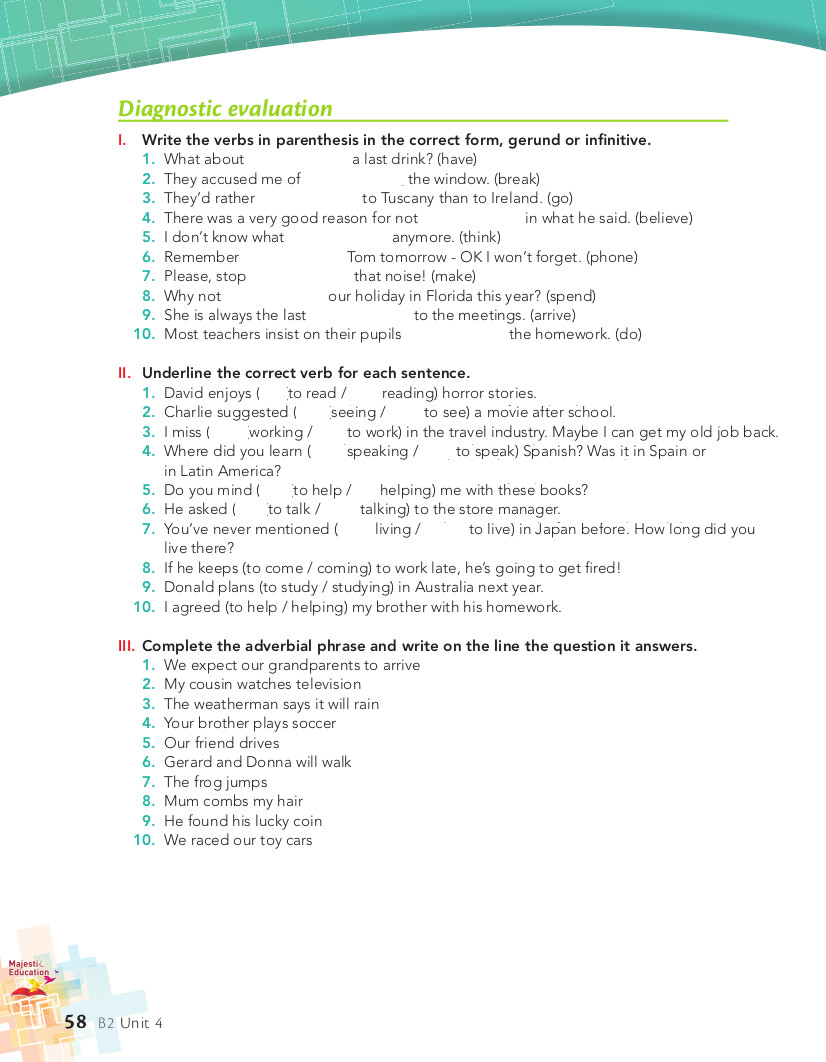 Diagnostic evaluation
I. Write the verbs in parenthesis in the correct form, gerund or infinitive.
1. What about a last drink? (have)
2. They accused me of the window. (break)
3. They'd rather to Tuscany than to Ireland. (go)
4. There was a very good reason for not in what he said. (believe)
5. I don't know what anymore. (think)
6. Remember Tom tomorrow - OK I won't forget. (phone)
7. Please, stop that noise! (make)
8. Why not our holiday in Florida this year? (spend)
9. She is always the last to the meetings. (arrive)
10. Most teachers insist on their pupils the homework. (do)
II. Underline the correct verb for each sentence.
1. David enjoys ( to read / reading) horror stories.
2. Charlie suggested ( seeing / to see) a movie after school.
3. I miss ( working / to work) in the travel industry. Maybe I can get my old job back.
4. Where did you learn ( speaking / to speak) Spanish? Was it in Spain or
in Latin America?
5. Do you mind ( to help / helping) me with these books?
6. He asked ( to talk / talking) to the store manager.
7. You've never mentioned ( living / to live) in Japan before. How long did you
live there?
8. If he keeps (to come / coming) to work late, he's going to get fired!
9. Donald plans (to study / studying) in Australia next year.
10. I agreed (to help / helping) my brother with his homework.
III. Complete the adverbial phrase and write on the line the question it answers.
1. We expect our grandparents to arrive
2. My cousin watches television
3. The weatherman says it will rain
4. Your brother plays soccer
5. Our friend drives
6. Gerard and Donna will walk
7. The frog jumps
8. Mum combs my hair
9. He found his lucky coin
10. We raced our toy cars
Majestic
Education
58 B2 Unit 4